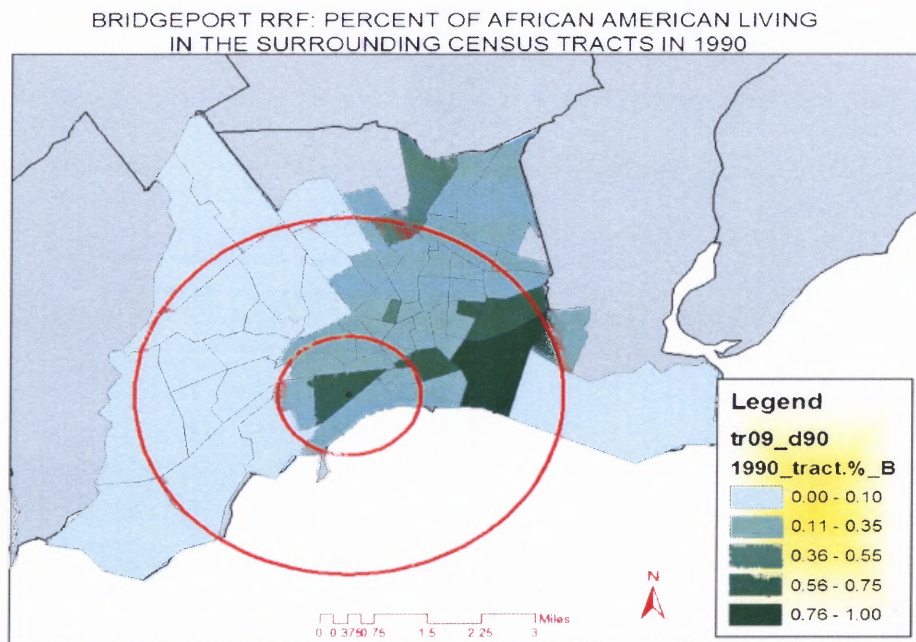 BRIDGEPORT RRF: PERCENT OF AFRICAN AMERICAN LIVING
IN THE SURROUNDING CENSUS TRACTS IN 1990
Legend
tr09_d90
1990_tract.%_B
0.00 - 0.10
0.11 - 0.35
0.36 - 0.55
0.56 - 0.75
0.76 - 1.00
N
Miles
0 0.375 0.75 1.5 2.25 3